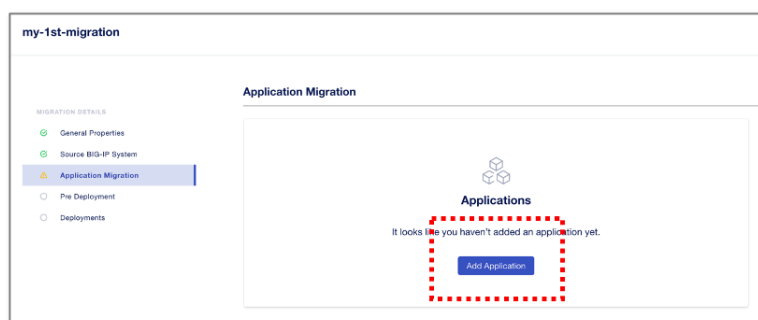 my-1st-migration
Application Migration
MIGRATION DETAILS
General Properties
Source BIG-IP System
Application Migration
Pre Deployment
Deployments
Applications
It looks like you haven't added an application yet.
Add Application